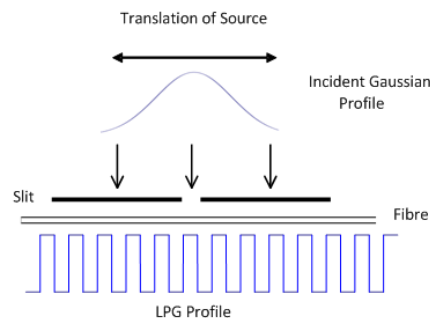 Translation of Source
Incident Gaussian
Profile
Slit
Fibre
LPG Profile